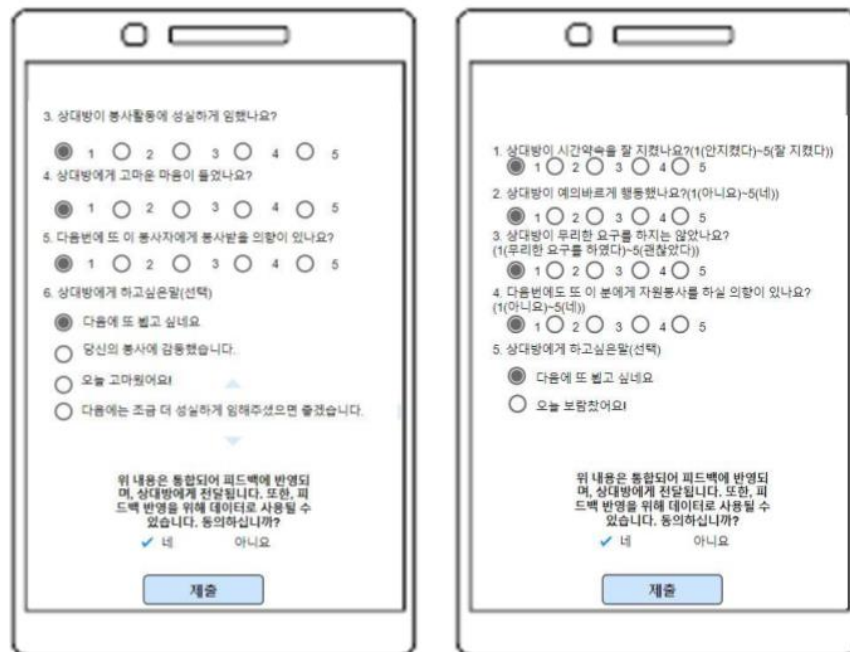 3. 상대방이 봉사활동에 성실하게 임했나요?
1 2 3 4 5
4. 상대방에게 고마운 마음이 들었나요?
1 2 3 4 5
5. 다음번에 또 이 봉사자에게 봉사받을 의향이 있나요?
1 2 3 4 5
6. 상대방에게 하고싶은말(선택)
다음에 또 뵙고 싶네요
당신의 봉사에 감동했습니다.
오늘 고마웠어요!
다음에는 조금 더 성실하게 임해주셨으면 좋겠습니다.
위 내용은 통합되어 피드백에 반영되
며, 상대방에게 전달됩니다. 또한, 피
드백 반영을 위해 데이터로 사용될 수
있습니다. 동의하십니까?
네 아니요
제출
1. 상대방이 시간약속을 잘 지켰나요?(1(안지켰다)~5(잘 지켰다))
1 2 3 4 5
2. 상대방이 예의바르게 행동했나요?(1(아니요)~5(네))
1 2 3 4 5
3. 상대방이 무리한 요구를 하지는 않았나요?
(1(무리한 요구를 하였다)~5(괜찮았다))
1 2 3 4 5
4. 다음번에도 또 이 분에게 자원봉사를 하실 의향이 있나요?
(1(아니요)~5(네))
1 2 3 4 5
5. 상대방에게 하고싶은말(선택)
다음에 또 뵙고 싶네요
오늘 보람찼어요!
위 내용은 통합되어 피드백에 반영되
며, 상대방에게 전달됩니다. 또한, 피
드백 반영을 위해 데이터로 사용될 수
있습니다. 동의하십니까?
네 아니요
제출